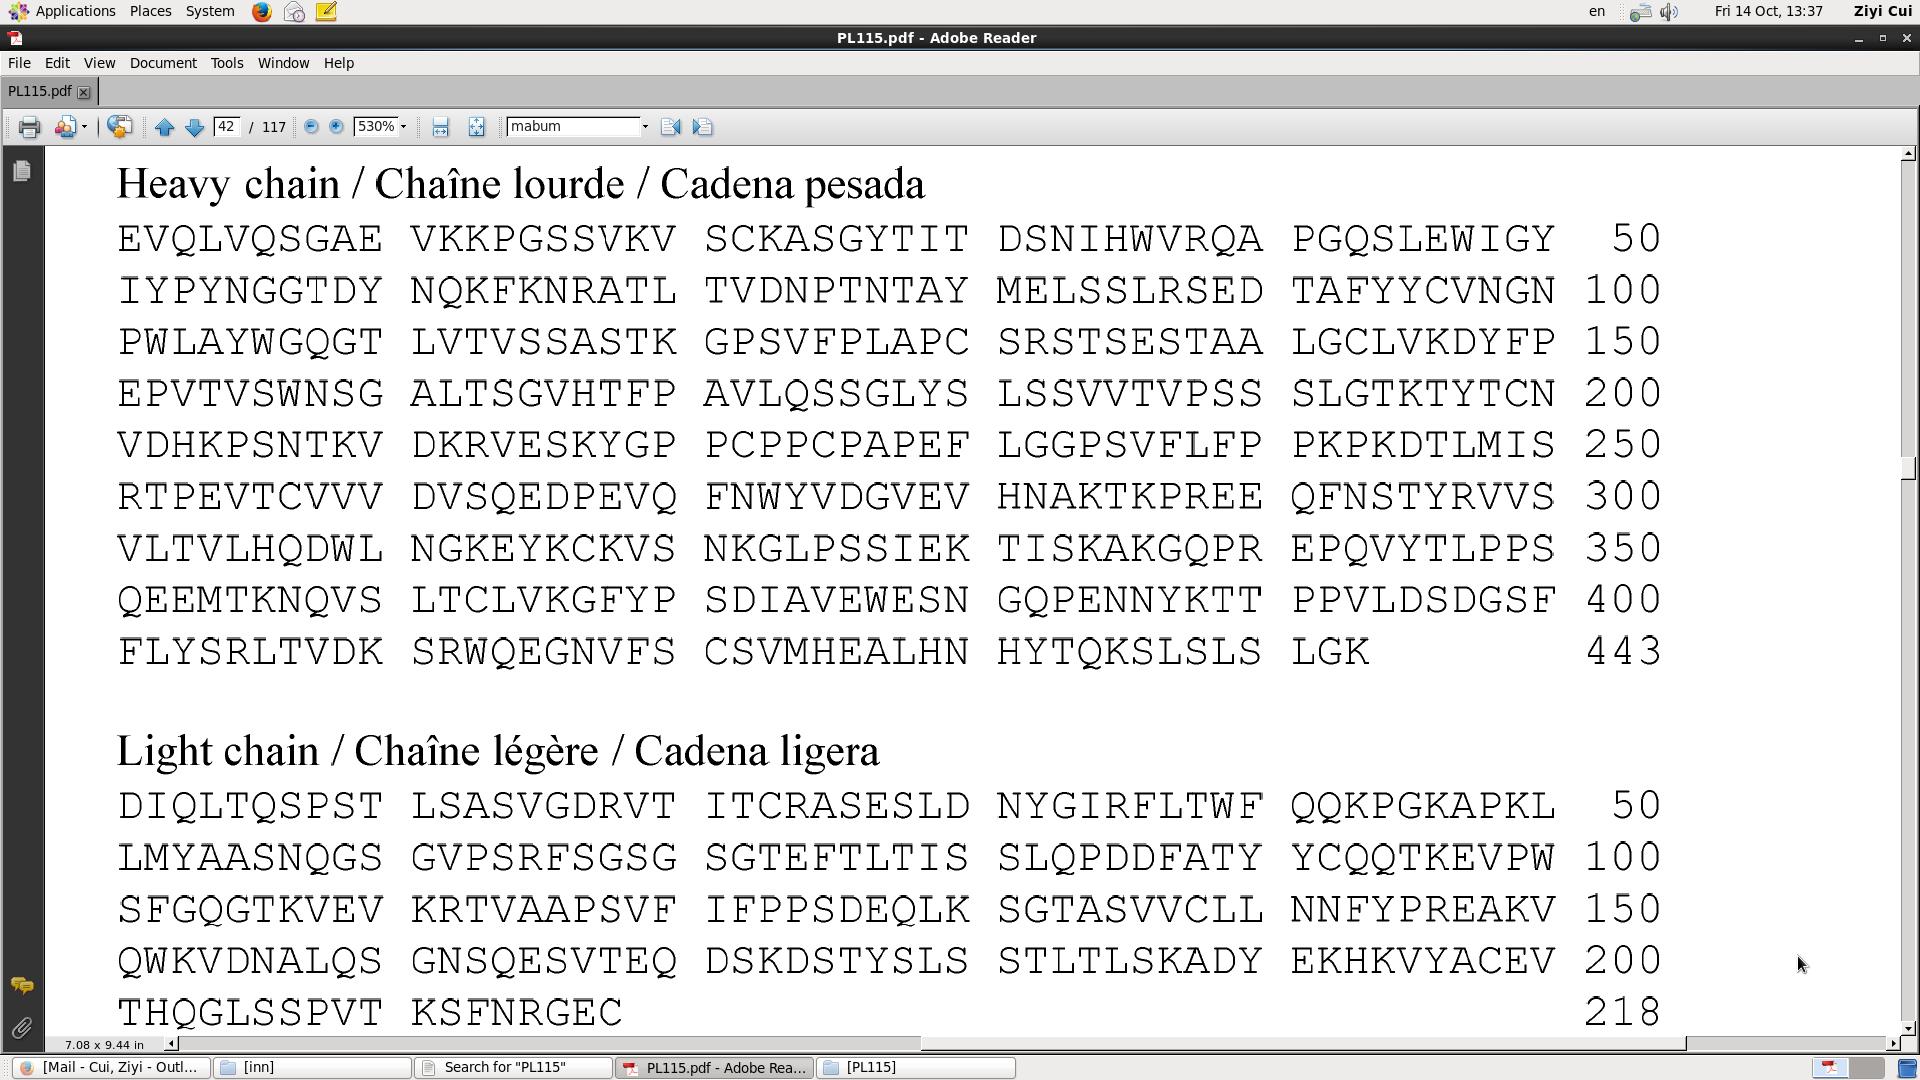 Applications Places System en Fri 14 Oct, 13:37 Ziyi Cui
PL115.pdf - Adobe Reader
File Edit View Document Tools Window Help
PL115.pdf
42 / 117 530% mabum
Heavy chain / Chaîne lourde / Cadena pesada
EVQLVQSGAE VKKPGSSVKV SCKASGYTIT DSNIHWVRQA PGQSLEWIGY 50
IYPYNGGTDY NQKFKNRATL TVDNPTNTAY MELSSLRSED TAFYYCVNGN 100
PWLAYWGQGT LVTVSSASTK GPSVFPLAPC SRSTSESTAA LGCLVKDYFP 150
EPVTVSWNSG ALTSGVHTFP AVLQSSGLYS LSSVVTVPSS SLGTKTYTCN 200
VDHKPSNTKV DKRVESKYGP PCPPCPAPEF LGGPSVFLFP PKPKDTLMIS 250
RTPEVTCVVV DVSQEDPEVQ FNWYVDGVEV HNAKTKPREE QFNSTYRVVS 300
VLTVLHQDWL NGKEYKCKVS NKGLPSSIEK TISKAKGQPR EPQVYTLPPS 350
QEEMTKNQVS LTCLVKGFYP SDIAVEWESN GQPENNYKTT PPVLDSDGSF 400
FLYSRLTVDK SRWQEGNVFS CSVMHEALHN HYTQKSLSLS LGK 443
Light chain / Chaîne légère / Cadena ligera
DIQLTQSPST LSASVGDRVT ITCRASESLD NYGIRFLTWF QQKPGKAPKL 50
LMYAASNQGS GVPSRFSGSG SGTEFTLTIS SLQPDDFATY YCQQTKEVPW 100
SFGQGTKVEV KRTVAAPSVF IFPPSDEQLK SGTASVVCLL NNFYPREAKV 150
QWKVDNALQS GNSQESVTEQ DSKDSTYSLS STLTLSKADY EKHKVYACEV 200
THQGLSSPVT KSFNRGEC 218
7.08 x 9.44 in
[Mail - Cui, Ziyi - Outl... [inn] Search for "PL115" PL115.pdf - Adobe Rea... [PL115]